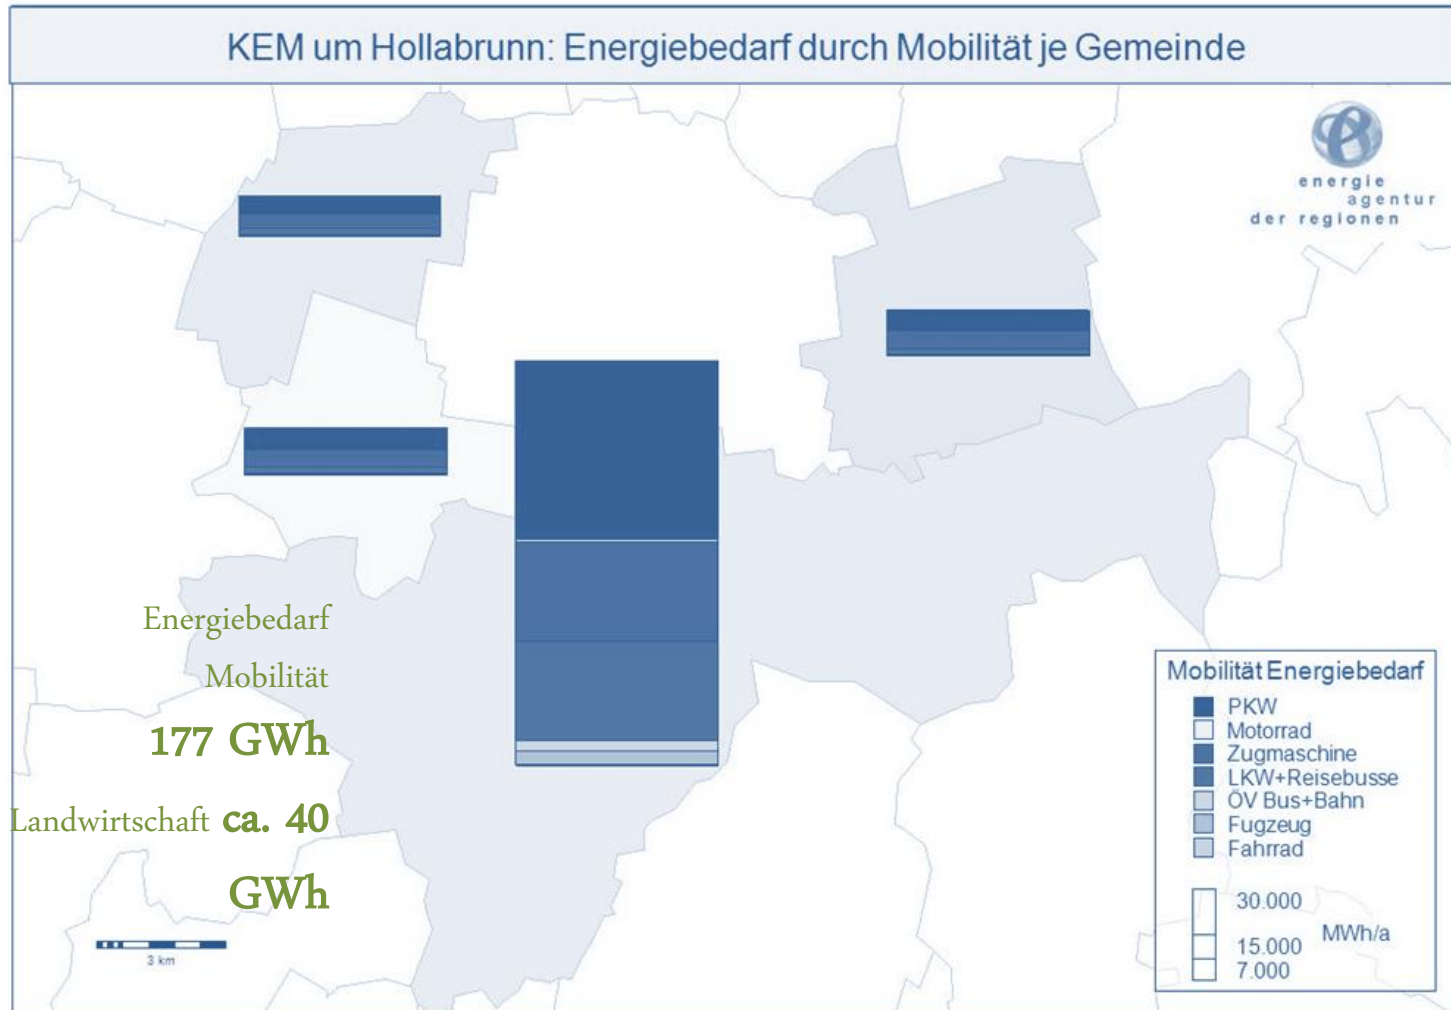 KEM um Hollabrunn: Energiebedarf durch Mobilität je Gemeinde
energie
agentur
der regionen
Energiebedarf
Mobilität
177 GWh
Landwirtschaft ca. 40
GWh
3 km
Mobilität Energiebedarf
PKW
Motorrad
Zugmaschine
LKW+Reisebusse
ÖV Bus+Bahn
Fugzeug
Fahrrad
30.000
15.000 MWh/a
7.000